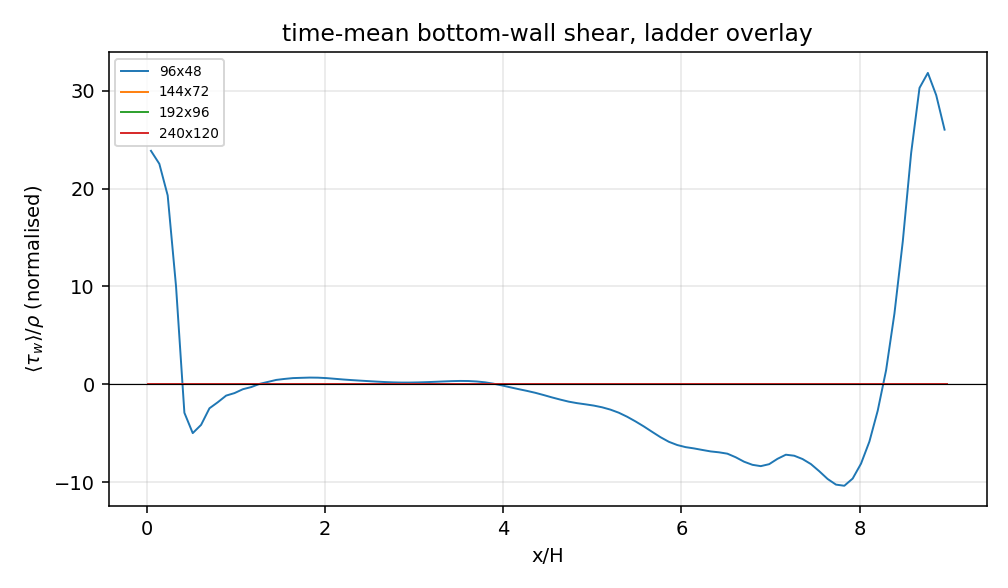 time-mean bottom-wall shear, ladder overlay
96x48
144x72
192x96
240x120
30
20
10
0
−10
⟨τ_w⟩/ρ (normalised)
0
2
4
6
8
x/H